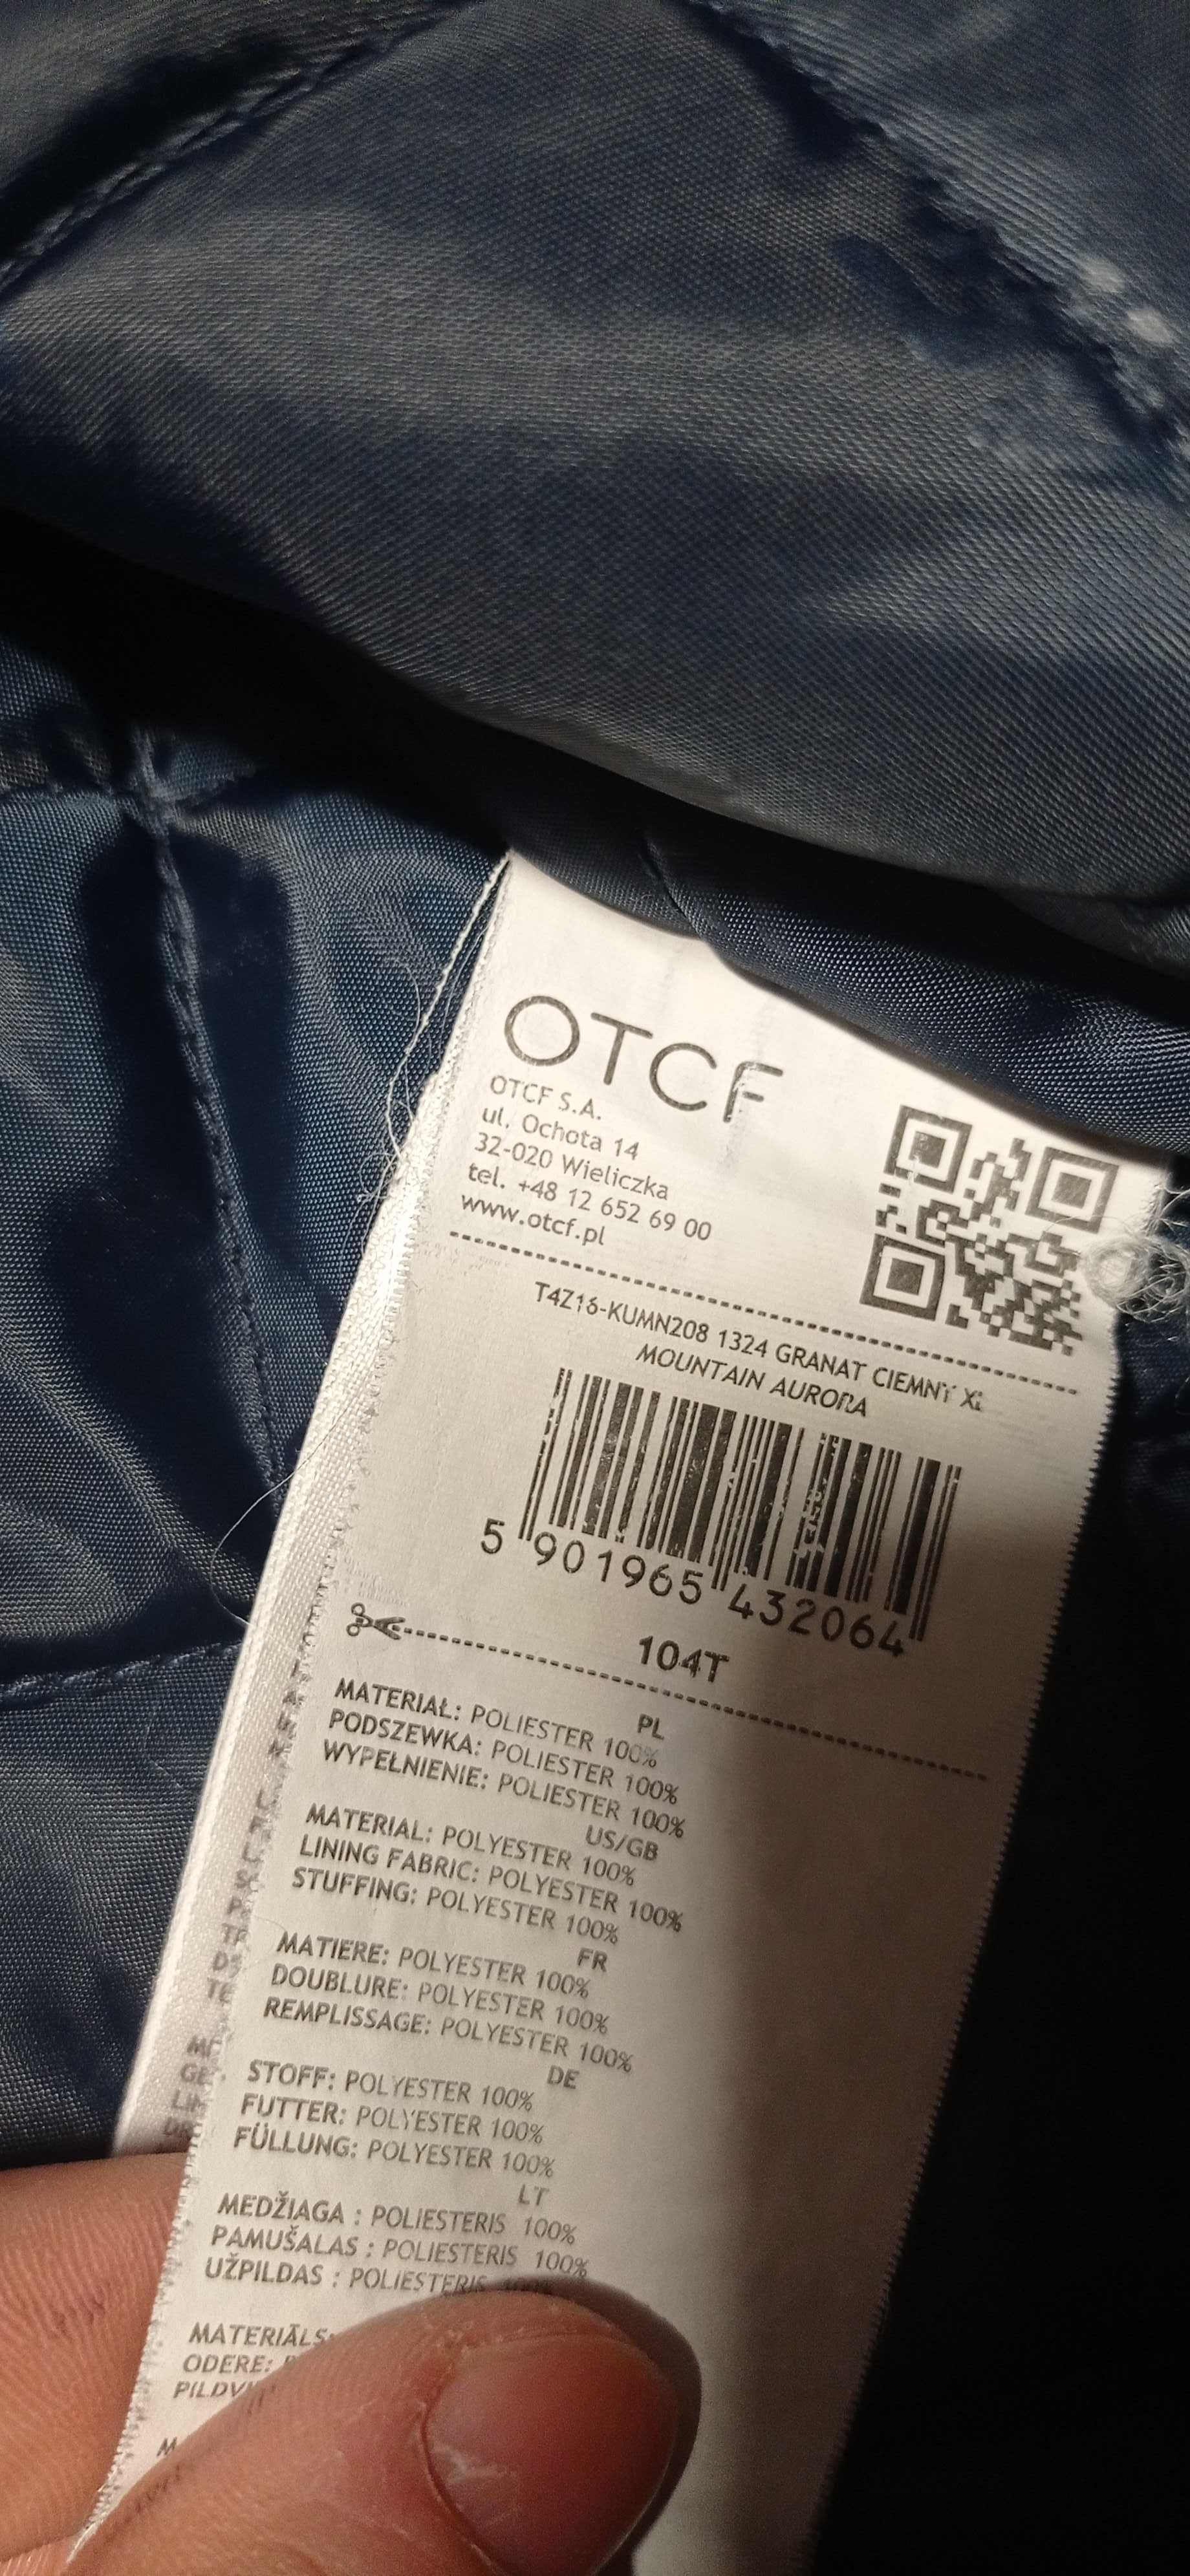 OTCF
OTCF S.A.
ul. Ochota 14
32-020 Wieliczka
tel. +48 12 652 69 00
www.otcf.pl
T4Z16-KUMN208 1324 GRANAT CIEMNY XL
MOUNTAIN AURORA
5 901965 432064
104T
PL
MATERIAŁ: POLIESTER 100%
PODSZEWKA: POLIESTER 100%
WYPEŁNIENIE: POLIESTER 100%
US/GB
MATERIAL: POLYESTER 100%
LINING FABRIC: POLYESTER 100%
STUFFING: POLYESTER 100%
FR
MATIERE: POLYESTER 100%
DOUBLURE: POLYESTER 100%
REMPLISSAGE: POLYESTER 100%
DE
STOFF: POLYESTER 100%
FUTTER: POLYESTER 100%
FÜLLUNG: POLYESTER 100%
LT
MEDŽIAGA : POLIESTERIS 100%
PAMUŠALAS : POLIESTERIS 100%
UŽPILDAS : POLIESTERIS 100%
MATERIĀLS:
ODERE: